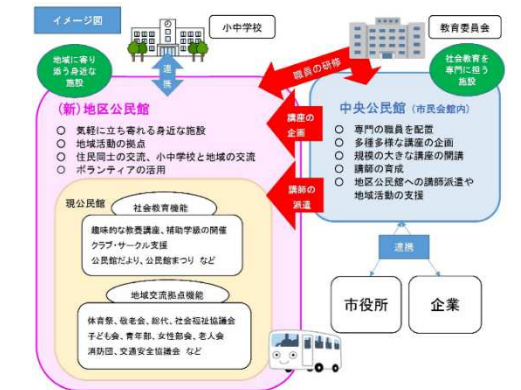 イメージ図
小中学校
教育委員会
地域に寄り
添う身近な
施設
連携
職員の研修
社会教育を
専門に担う
施設
(新)地区公民館
○ 気軽に立ち寄れる身近な施設
○ 地域活動の拠点
○ 住民同士の交流、小中学校と地域の交流
○ ボランティアの活用
講座の
企画
講師の
派遣
中央公民館(市民会館内)
○ 専門の職員を配置
○ 多種多様な講座の企画
○ 規模の大きな講座の開講
○ 講師の育成
○ 地区公民館への講師派遣や
地域活動の支援
現公民館
社会教育機能
趣味的な教養講座、補助学級の開催
クラブ・サークル支援
公民館だより、公民館まつり など
地域交流拠点機能
体育祭、敬老会、総代、社会福祉協議会
子ども会、青年部、女性部会、老人会
消防団、交通安全協議会 など
連携
市役所
企業